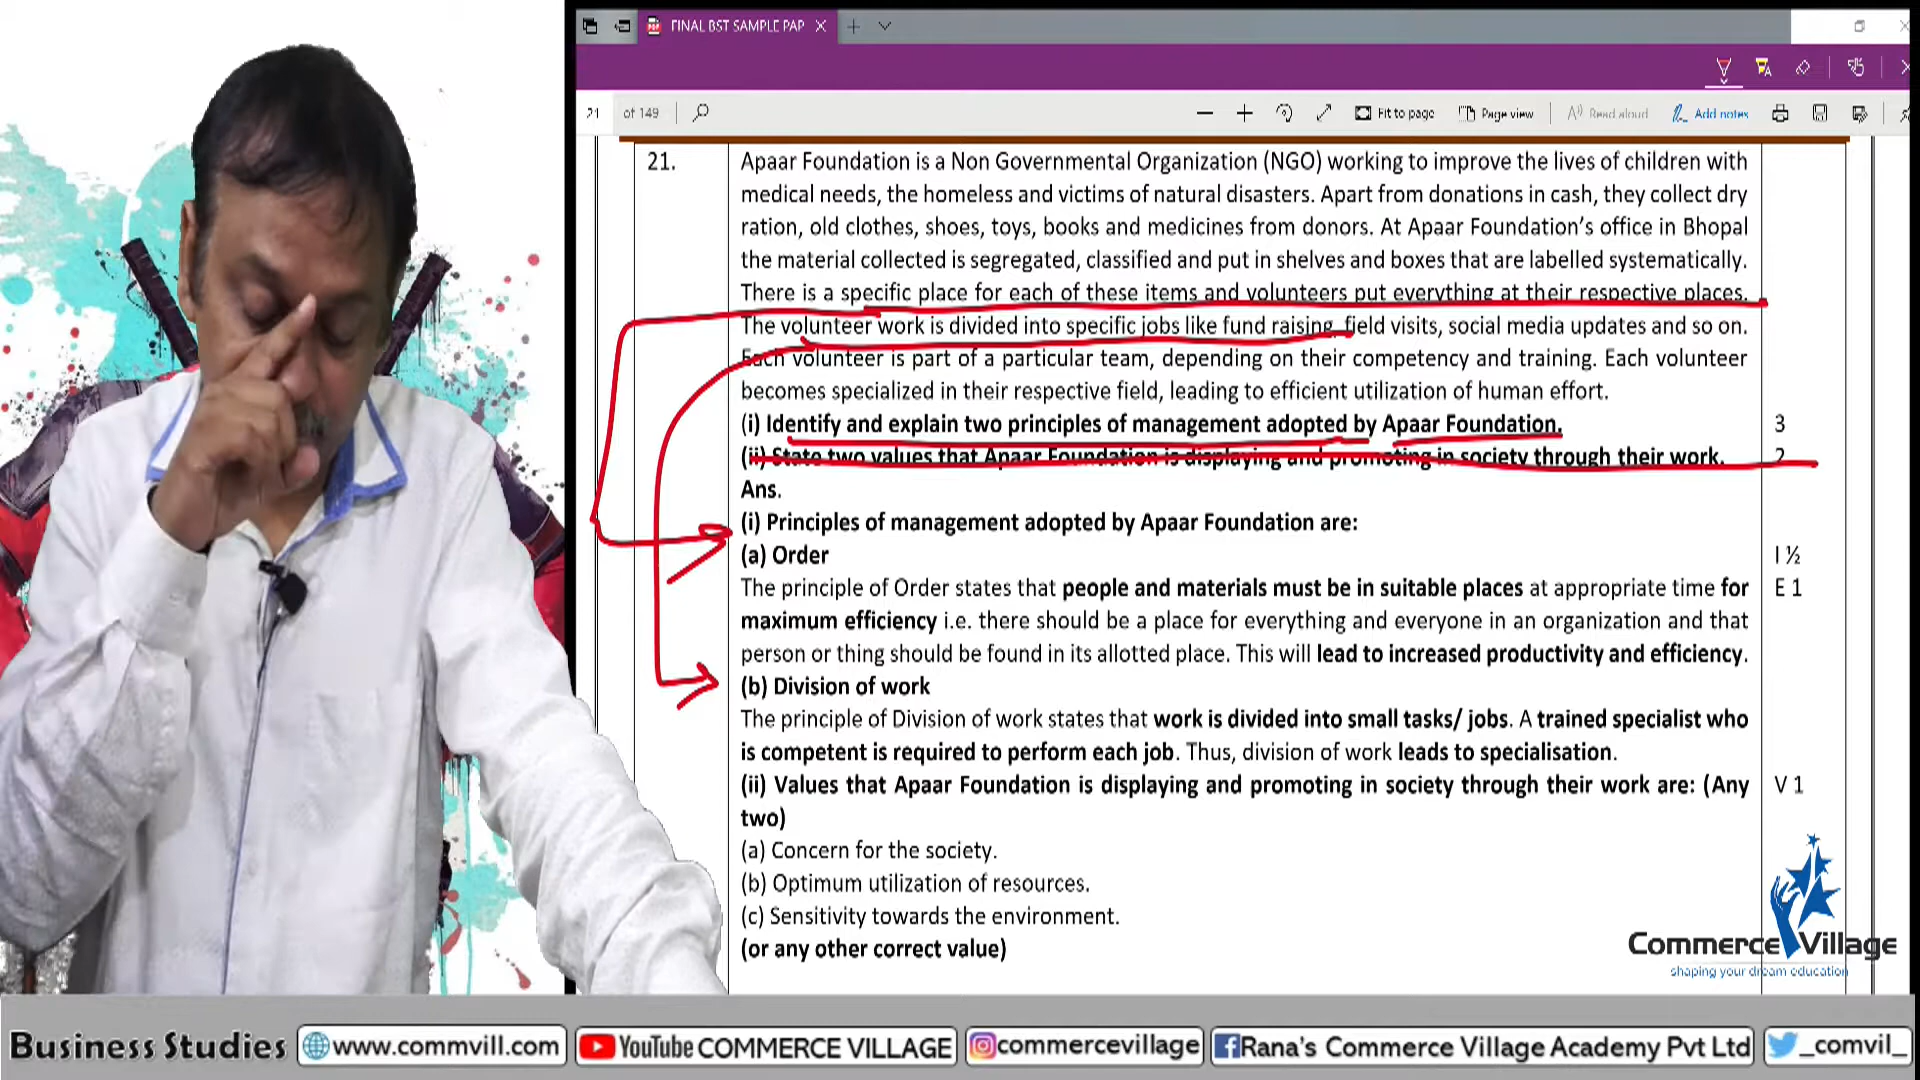 FINAL BST SAMPLE PAP
21 of 149
Fit to page
Page view
Read aloud
Add notes
21. Apaar Foundation is a Non Governmental Organization (NGO) working to improve the lives of children with
medical needs, the homeless and victims of natural disasters. Apart from donations in cash, they collect dry
ration, old clothes, shoes, toys, books and medicines from donors. At Apaar Foundation’s office in Bhopal
the material collected is segregated, classified and put in shelves and boxes that are labelled systematically.
There is a specific place for each of these items and volunteers put everything at their respective places.
The volunteer work is divided into specific jobs like fund raising, field visits, social media updates and so on.
Each volunteer is part of a particular team, depending on their competency and training. Each volunteer
becomes specialized in their respective field, leading to efficient utilization of human effort.
(i) Identify and explain two principles of management adopted by Apaar Foundation. 3
(ii) State two values that Apaar Foundation is displaying and promoting in society through their work. 2
Ans.
(i) Principles of management adopted by Apaar Foundation are:
(a) Order I ½
The principle of Order states that people and materials must be in suitable places at appropriate time for E 1
maximum efficiency i.e. there should be a place for everything and everyone in an organization and that
person or thing should be found in its allotted place. This will lead to increased productivity and efficiency.
(b) Division of work
The principle of Division of work states that work is divided into small tasks/ jobs. A trained specialist who
is competent is required to perform each job. Thus, division of work leads to specialisation.
(ii) Values that Apaar Foundation is displaying and promoting in society through their work are: (Any V 1
two)
(a) Concern for the society.
(b) Optimum utilization of resources.
(c) Sensitivity towards the environment.
(or any other correct value)
Commerce Village
shaping your dream education
Business Studies
www.commvill.com
YouTube COMMERCE VILLAGE
commercevillage
Rana's Commerce Village Academy Pvt Ltd
_comvil_